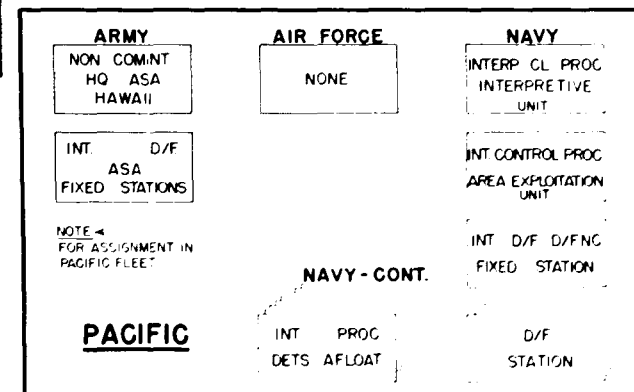 ARMY
NON COMINT
HQ ASA
HAWAII
INT. D/F
ASA
FIXED STATIONS
NOTE
FOR ASSIGNMENT IN
PACIFIC FLEET
PACIFIC
AIR FORCE
NONE
NAVY
INTERP CL PROC
INTERPRETIVE
UNIT
INT. CONTROL PROC
AREA EXPLOITATION
UNIT
INT D/F D/FNC
FIXED STATION
D/F
STATION
NAVY-CONT.
INT PROC
DETS AFLOAT